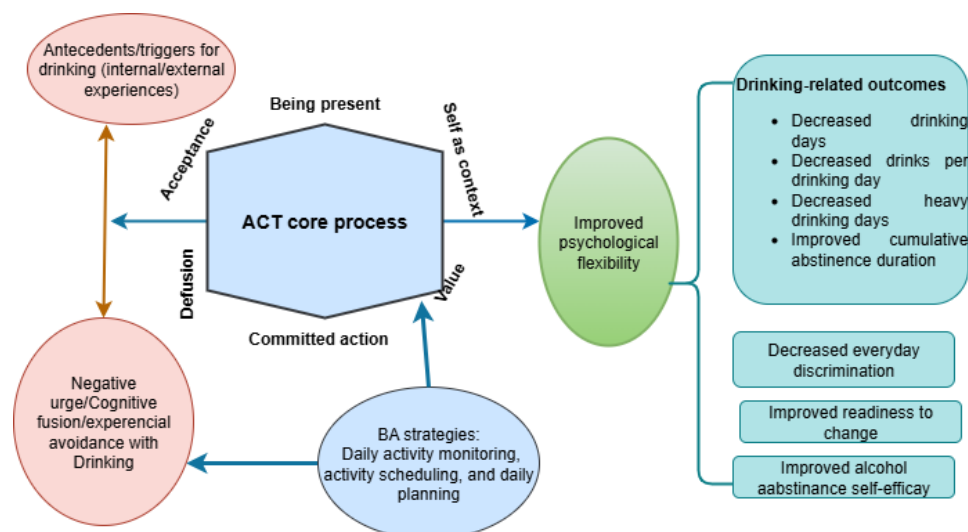 Antecedents/triggers for
drinking (internal/external
experiences)
Being present
Acceptance
Self as context
ACT core process
Defusion
Value
Committed action
Negative
urge/Cognitive
fusion/experencial
avoidance with
Drinking
BA strategies:
Daily activity monitoring,
activity scheduling, and daily
planning
Improved
psychological
flexibility
Drinking-related outcomes
• Decreased drinking
days
• Decreased drinks per
drinking day
• Decreased heavy
drinking days
• Improved cumulative
abstinence duration
Decreased everyday
discrimination
Improved readiness to
change
Improved alcohol
aabstinance self-efficay